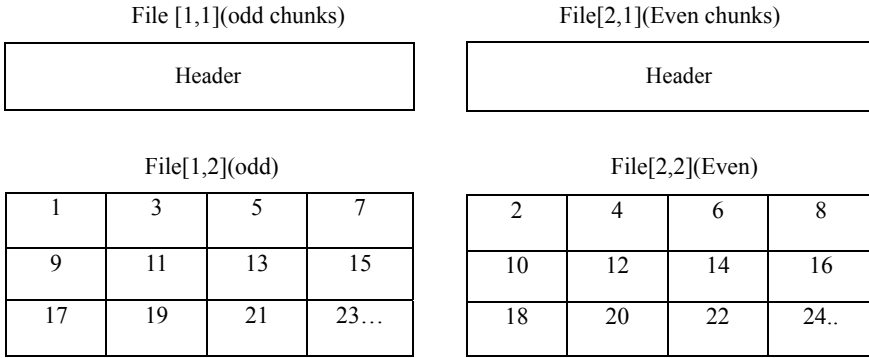 File [1,1](odd chunks)
Header
File[1,2](odd)
1 3 5 7
9 11 13 15
17 19 21 23…
File[2,1](Even chunks)
Header
File[2,2](Even)
2 4 6 8
10 12 14 16
18 20 22 24..